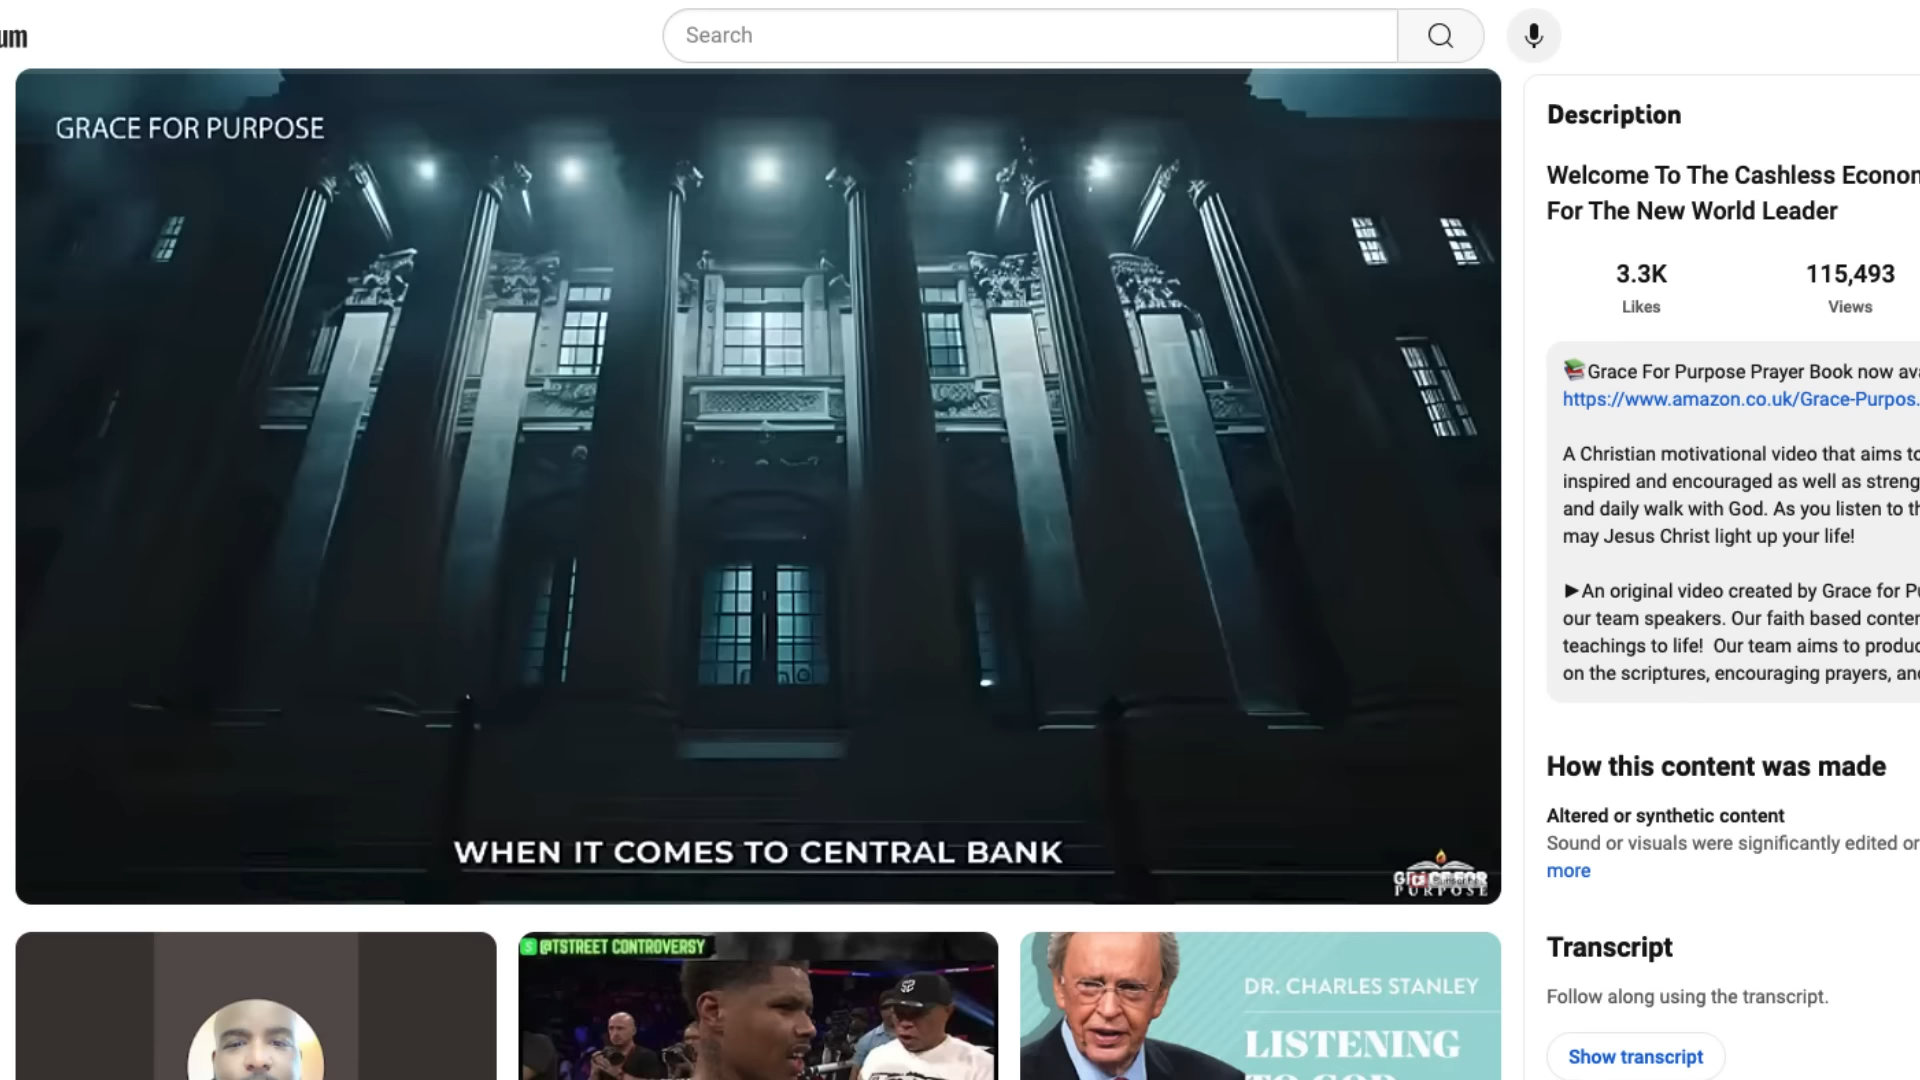 um
Search
GRACE FOR PURPOSE
WHEN IT COMES TO CENTRAL BANK
GRACE FOR
PURPOSE
Description
Welcome To The Cashless Econom
For The New World Leader
3.3K
Likes
115,493
Views
Grace For Purpose Prayer Book now ava
https://www.amazon.co.uk/Grace-Purpos.
A Christian motivational video that aims to
inspired and encouraged as well as streng
and daily walk with God. As you listen to th
may Jesus Christ light up your life!
▶An original video created by Grace for Pu
our team speakers. Our faith based conten
teachings to life!  Our team aims to produc
on the scriptures, encouraging prayers, and
How this content was made
Altered or synthetic content
Sound or visuals were significantly edited or
more
Transcript
Follow along using the transcript.
Show transcript
@TSTREET CONTROVERSY
DR. CHARLES STANLEY
LISTENING
TO GOD